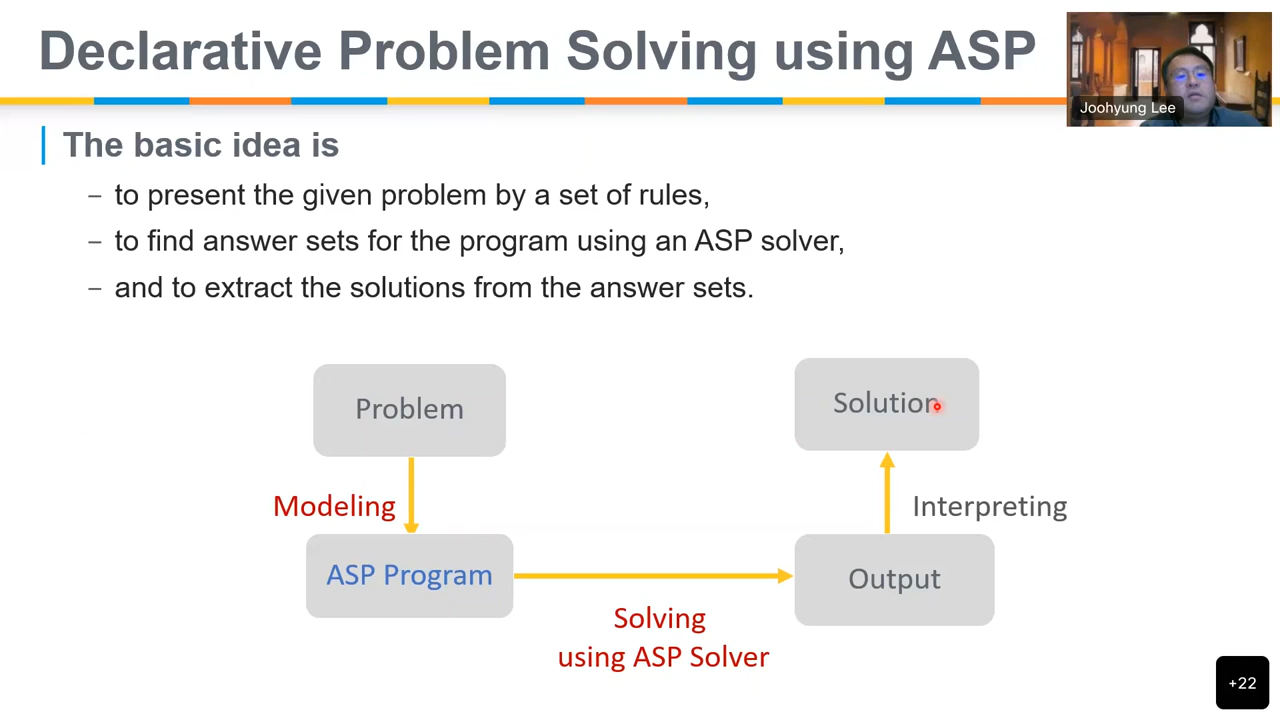 Declarative Problem Solving using ASP
Joohyung Lee
The basic idea is
– to present the given problem by a set of rules,
– to find answer sets for the program using an ASP solver,
– and to extract the solutions from the answer sets.
Problem
Solution
Modeling
Interpreting
ASP Program
Output
Solving
using ASP Solver
+22